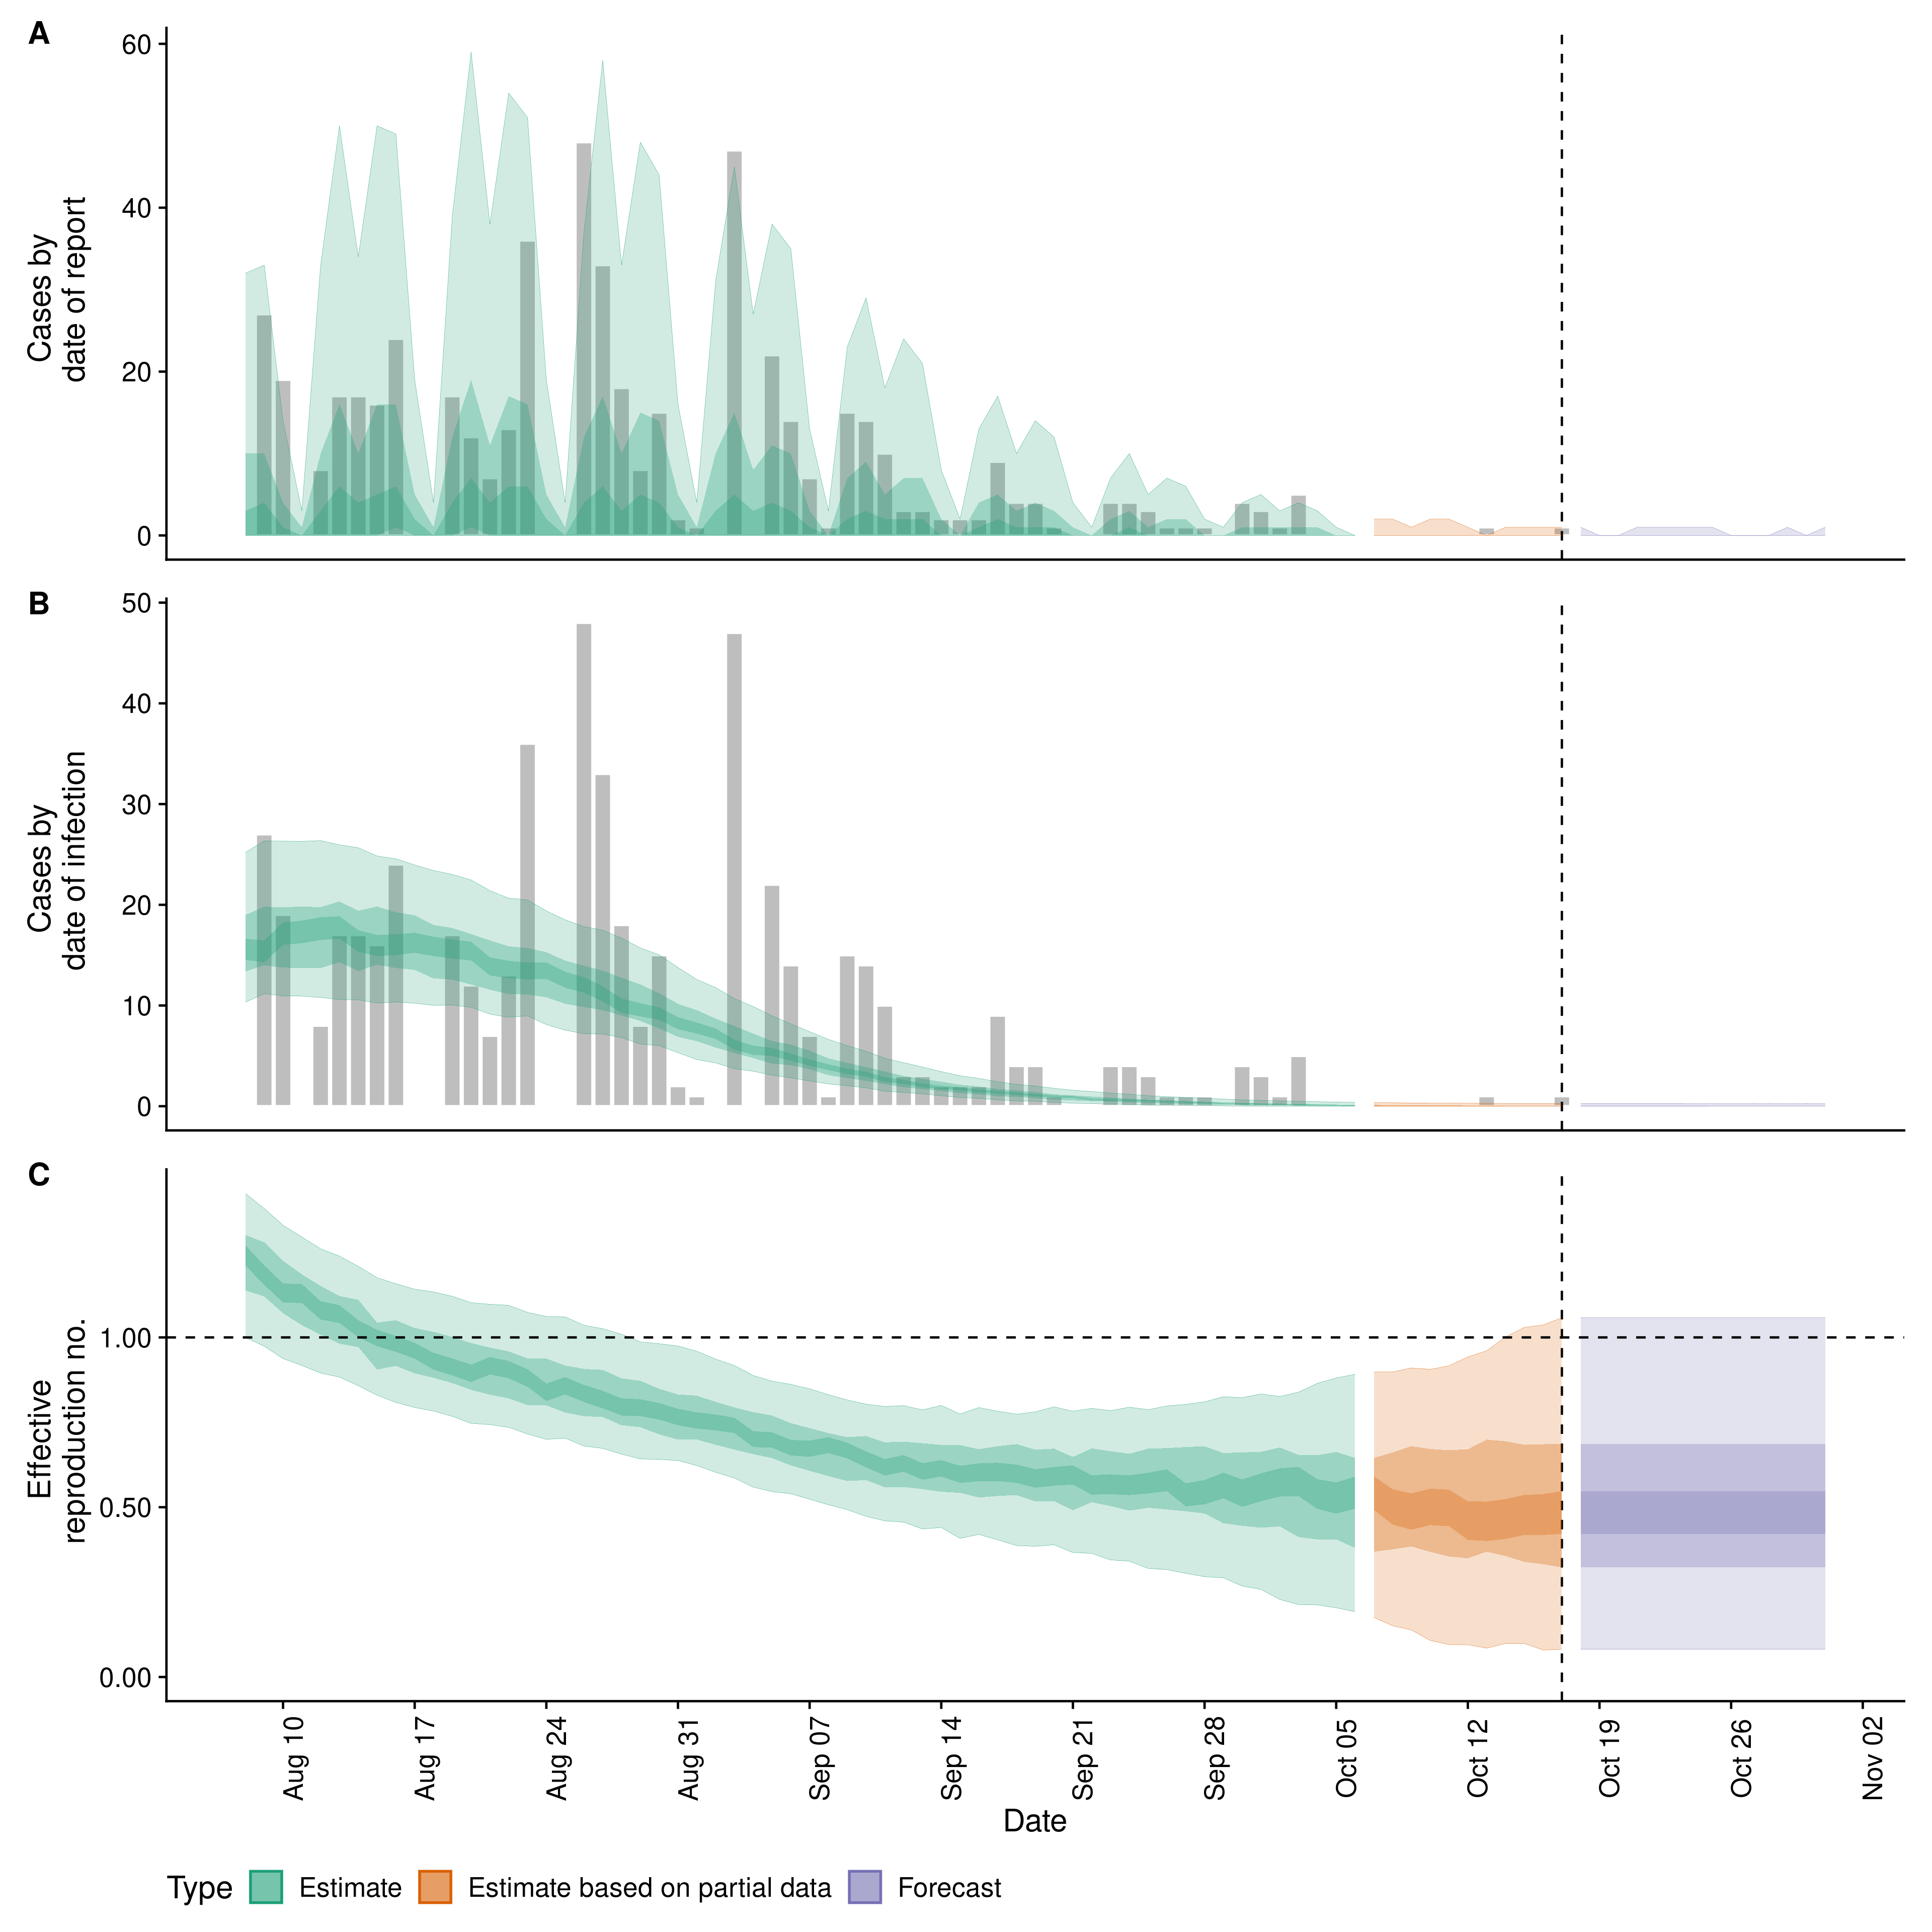 A
60
40
20
0
Cases by
date of report
B
50
40
30
20
10
0
Cases by
date of infection
C
1.00
0.50
0.00
Effective
reproduction no.
Aug 10
Aug 17
Aug 24
Aug 31
Sep 07
Sep 14
Sep 21
Sep 28
Oct 05
Oct 12
Oct 19
Oct 26
Nov 02
Date
Type Estimate Estimate based on partial data Forecast